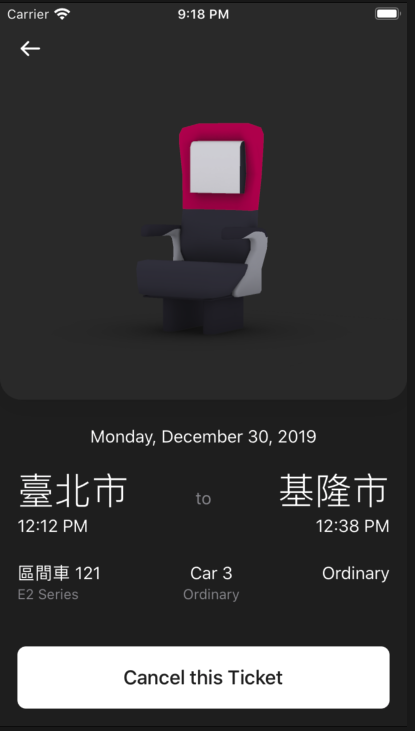 Carrier 9:18 PM
Monday, December 30, 2019
臺北市 to 基隆市
12:12 PM 12:38 PM
區間車 121 Car 3 Ordinary
E2 Series Ordinary
Cancel this Ticket